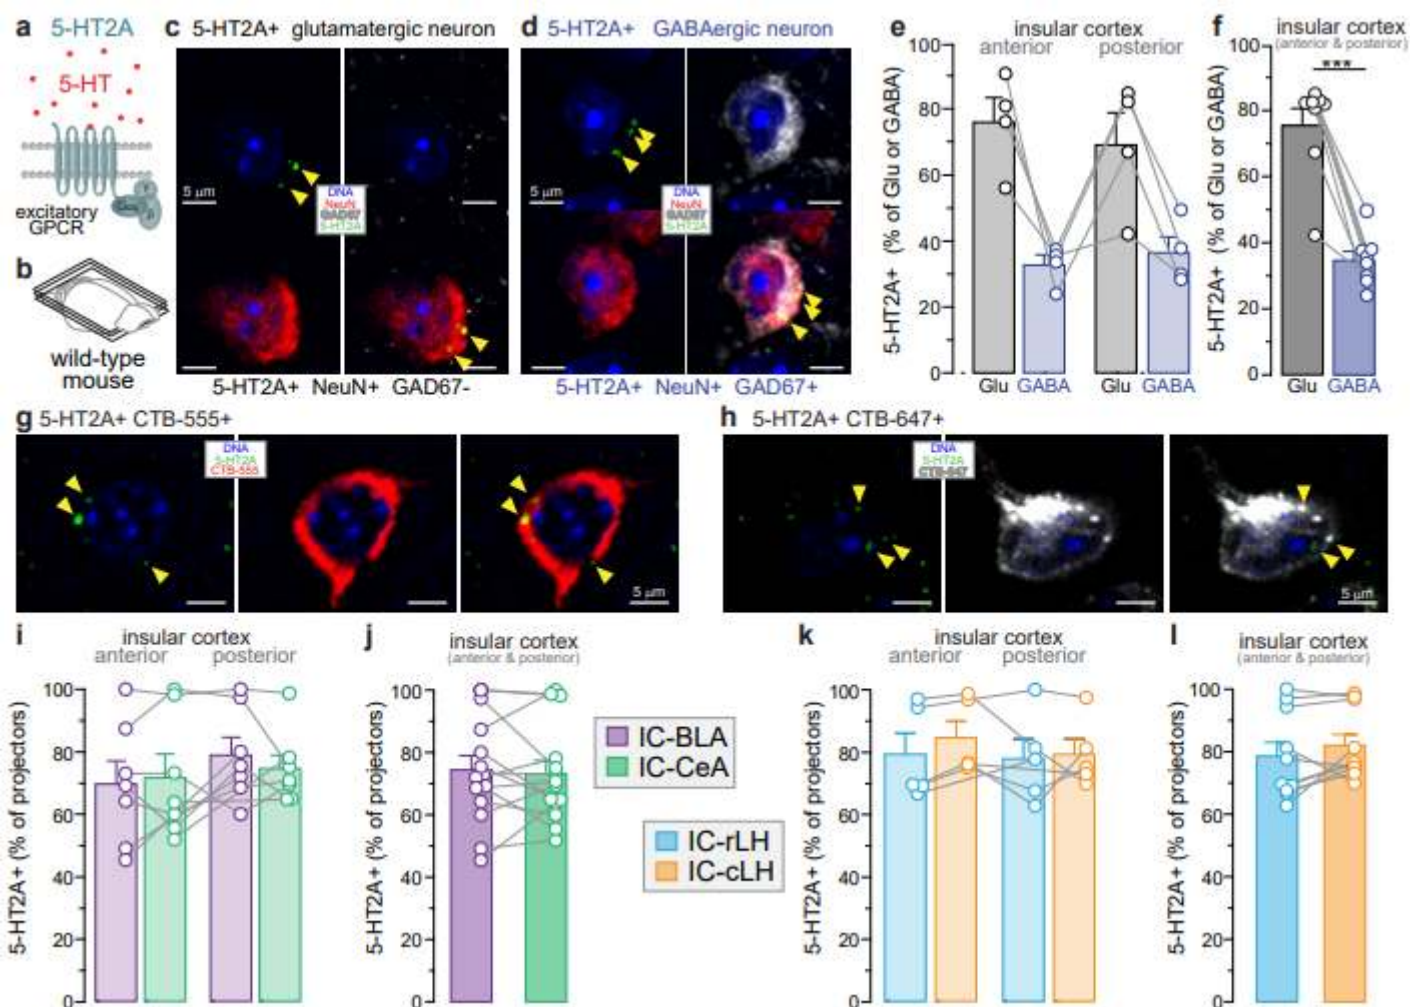 a 5-HT2A
5-HT
excitatory
GPCR
b
wild-type
mouse
c 5-HT2A+ glutamatergic neuron
5 µm
DNA
NeuN
GAD67
5-HT2A
5-HT2A+ NeuN+ GAD67-
d 5-HT2A+ GABAergic neuron
5 µm
DNA
NeuN
GAD67
5-HT2A
5-HT2A+ NeuN+ GAD67+
e insular cortex
anterior posterior
5-HT2A+ (% of Glu or GABA)
100
80
60
40
20
0
Glu GABA Glu GABA
f insular cortex
(anterior & posterior)
***
5-HT2A+ (% of Glu or GABA)
100
80
60
40
20
0
Glu GABA
g 5-HT2A+ CTB-555+
DNA
5-HT2A
CTB-555
5 µm
h 5-HT2A+ CTB-647+
DNA
5-HT2A
CTB-647
5 µm
i insular cortex
anterior posterior
5-HT2A+ (% of projectors)
100
80
60
40
20
0
j insular cortex
(anterior & posterior)
5-HT2A+ (% of projectors)
100
80
60
40
20
0
IC-BLA
IC-CeA
IC-rLH
IC-cLH
k insular cortex
anterior posterior
5-HT2A+ (% of projectors)
100
80
60
40
20
0
l insular cortex
(anterior & posterior)
5-HT2A+ (% of projectors)
100
80
60
40
20
0